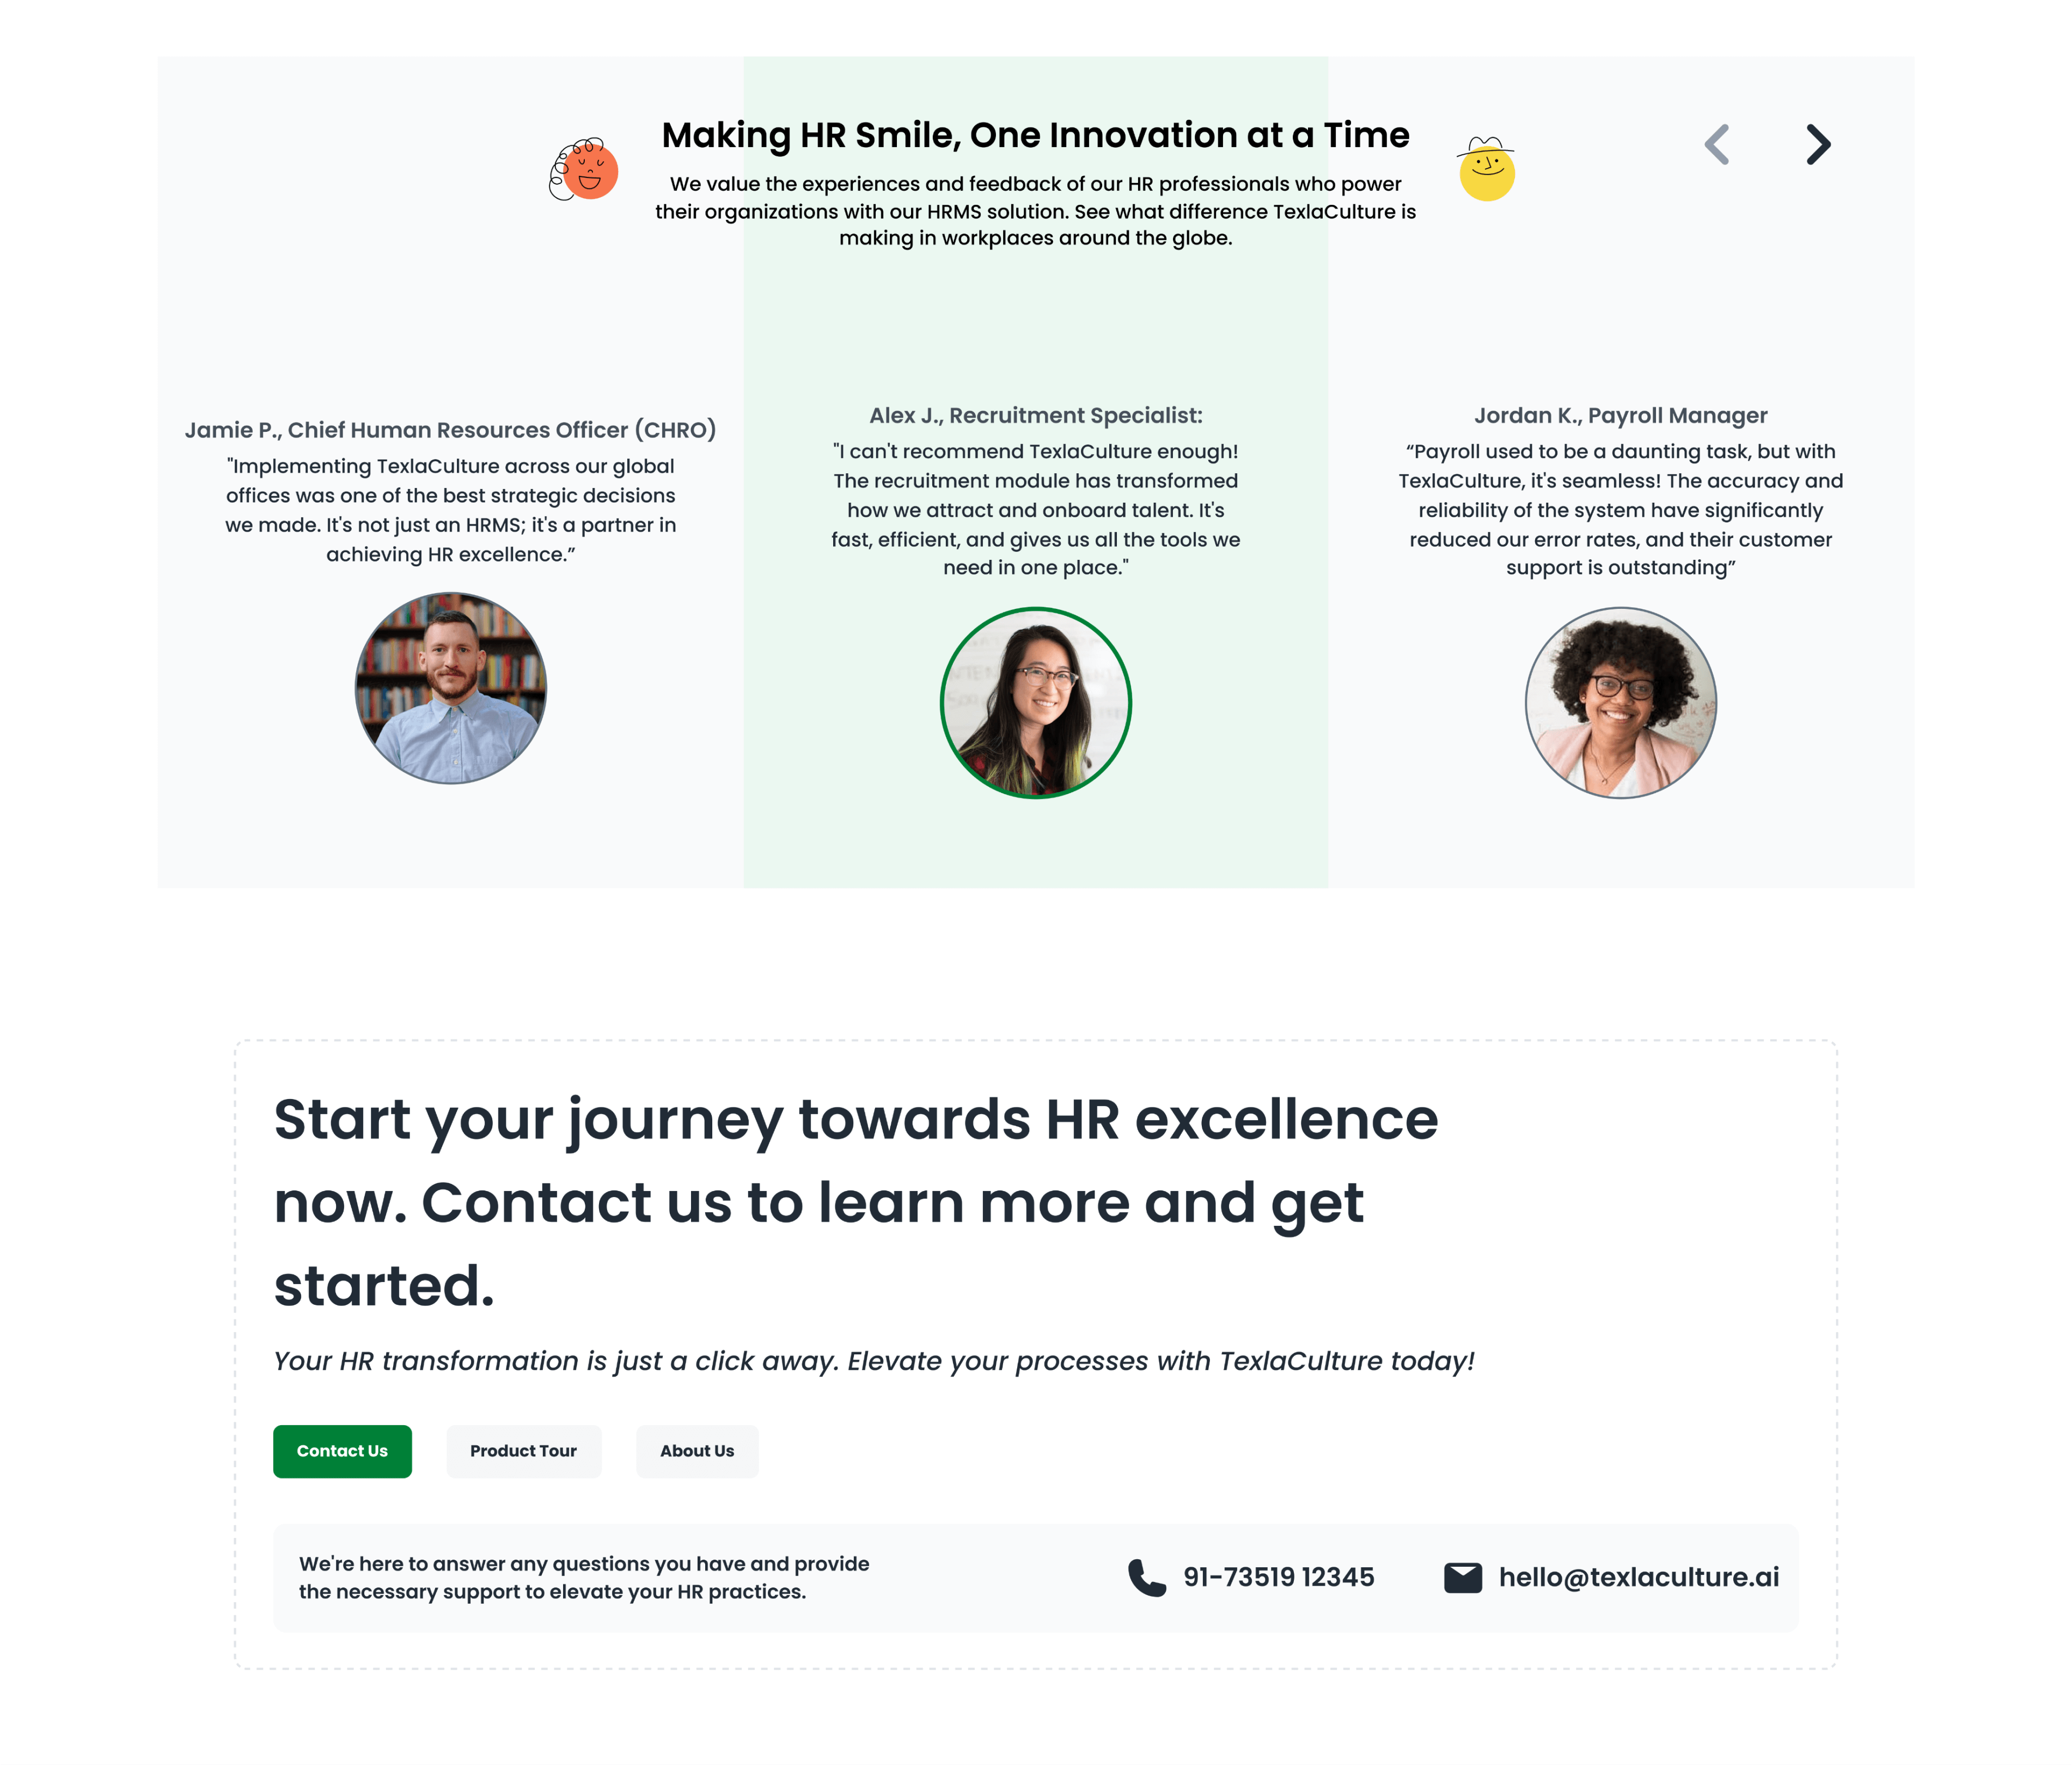 Making HR Smile, One Innovation at a Time
We value the experiences and feedback of our HR professionals who power
their organizations with our HRMS solution. See what difference TexlaCulture is
making in workplaces around the globe.
Jamie P., Chief Human Resources Officer (CHRO)
"Implementing TexlaCulture across our global
offices was one of the best strategic decisions
we made. It's not just an HRMS; it's a partner in
achieving HR excellence.”
Alex J., Recruitment Specialist:
"I can't recommend TexlaCulture enough!
The recruitment module has transformed
how we attract and onboard talent. It's
fast, efficient, and gives us all the tools we
need in one place."
Jordan K., Payroll Manager
“Payroll used to be a daunting task, but with
TexlaCulture, it's seamless! The accuracy and
reliability of the system have significantly
reduced our error rates, and their customer
support is outstanding”
Start your journey towards HR excellence
now. Contact us to learn more and get
started.
Your HR transformation is just a click away. Elevate your processes with TexlaCulture today!
Contact Us
Product Tour
About Us
We're here to answer any questions you have and provide
the necessary support to elevate your HR practices.
91-73519 12345
hello@texlaculture.ai